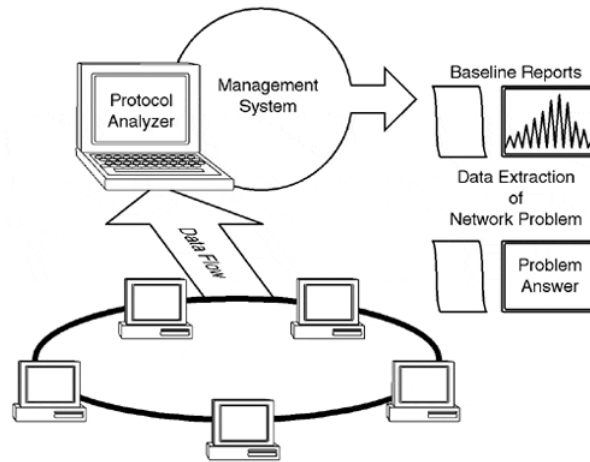 Protocol
Analyzer
Management
System
Baseline Reports
Data Extraction
of
Network Problem
Problem
Answer
Data Flow